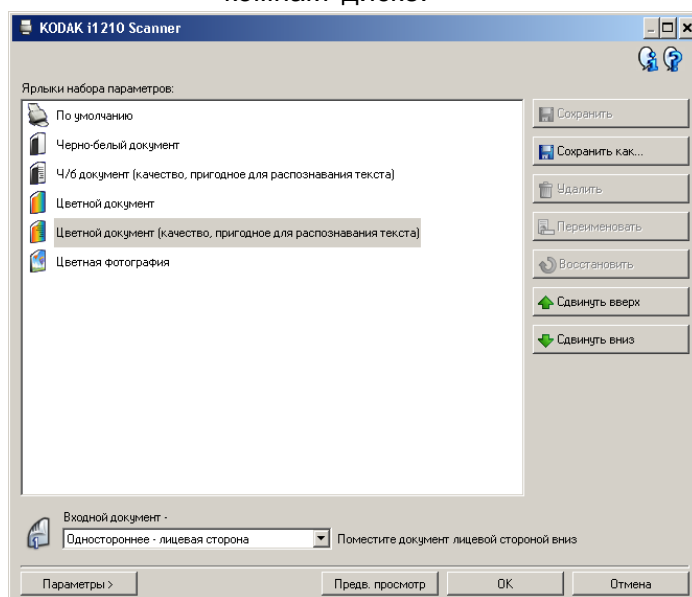 компакт-диске.
KODAK i1210 Scanner
Ярлыки набора параметров:
По умолчанию
Черно-белый документ
Ч/б документ (качество, пригодное для распознавания текста)
Цветной документ
Цветной документ (качество, пригодное для распознавания текста)
Цветная фотография
Сохранить
Сохранить как...
Удалить
Переименовать
Восстановить
Сдвинуть вверх
Сдвинуть вниз
Входной документ -
Одностороннее - лицевая сторона
Поместите документ лицевой стороной вниз
Параметры >
Предв. просмотр
OK
Отмена